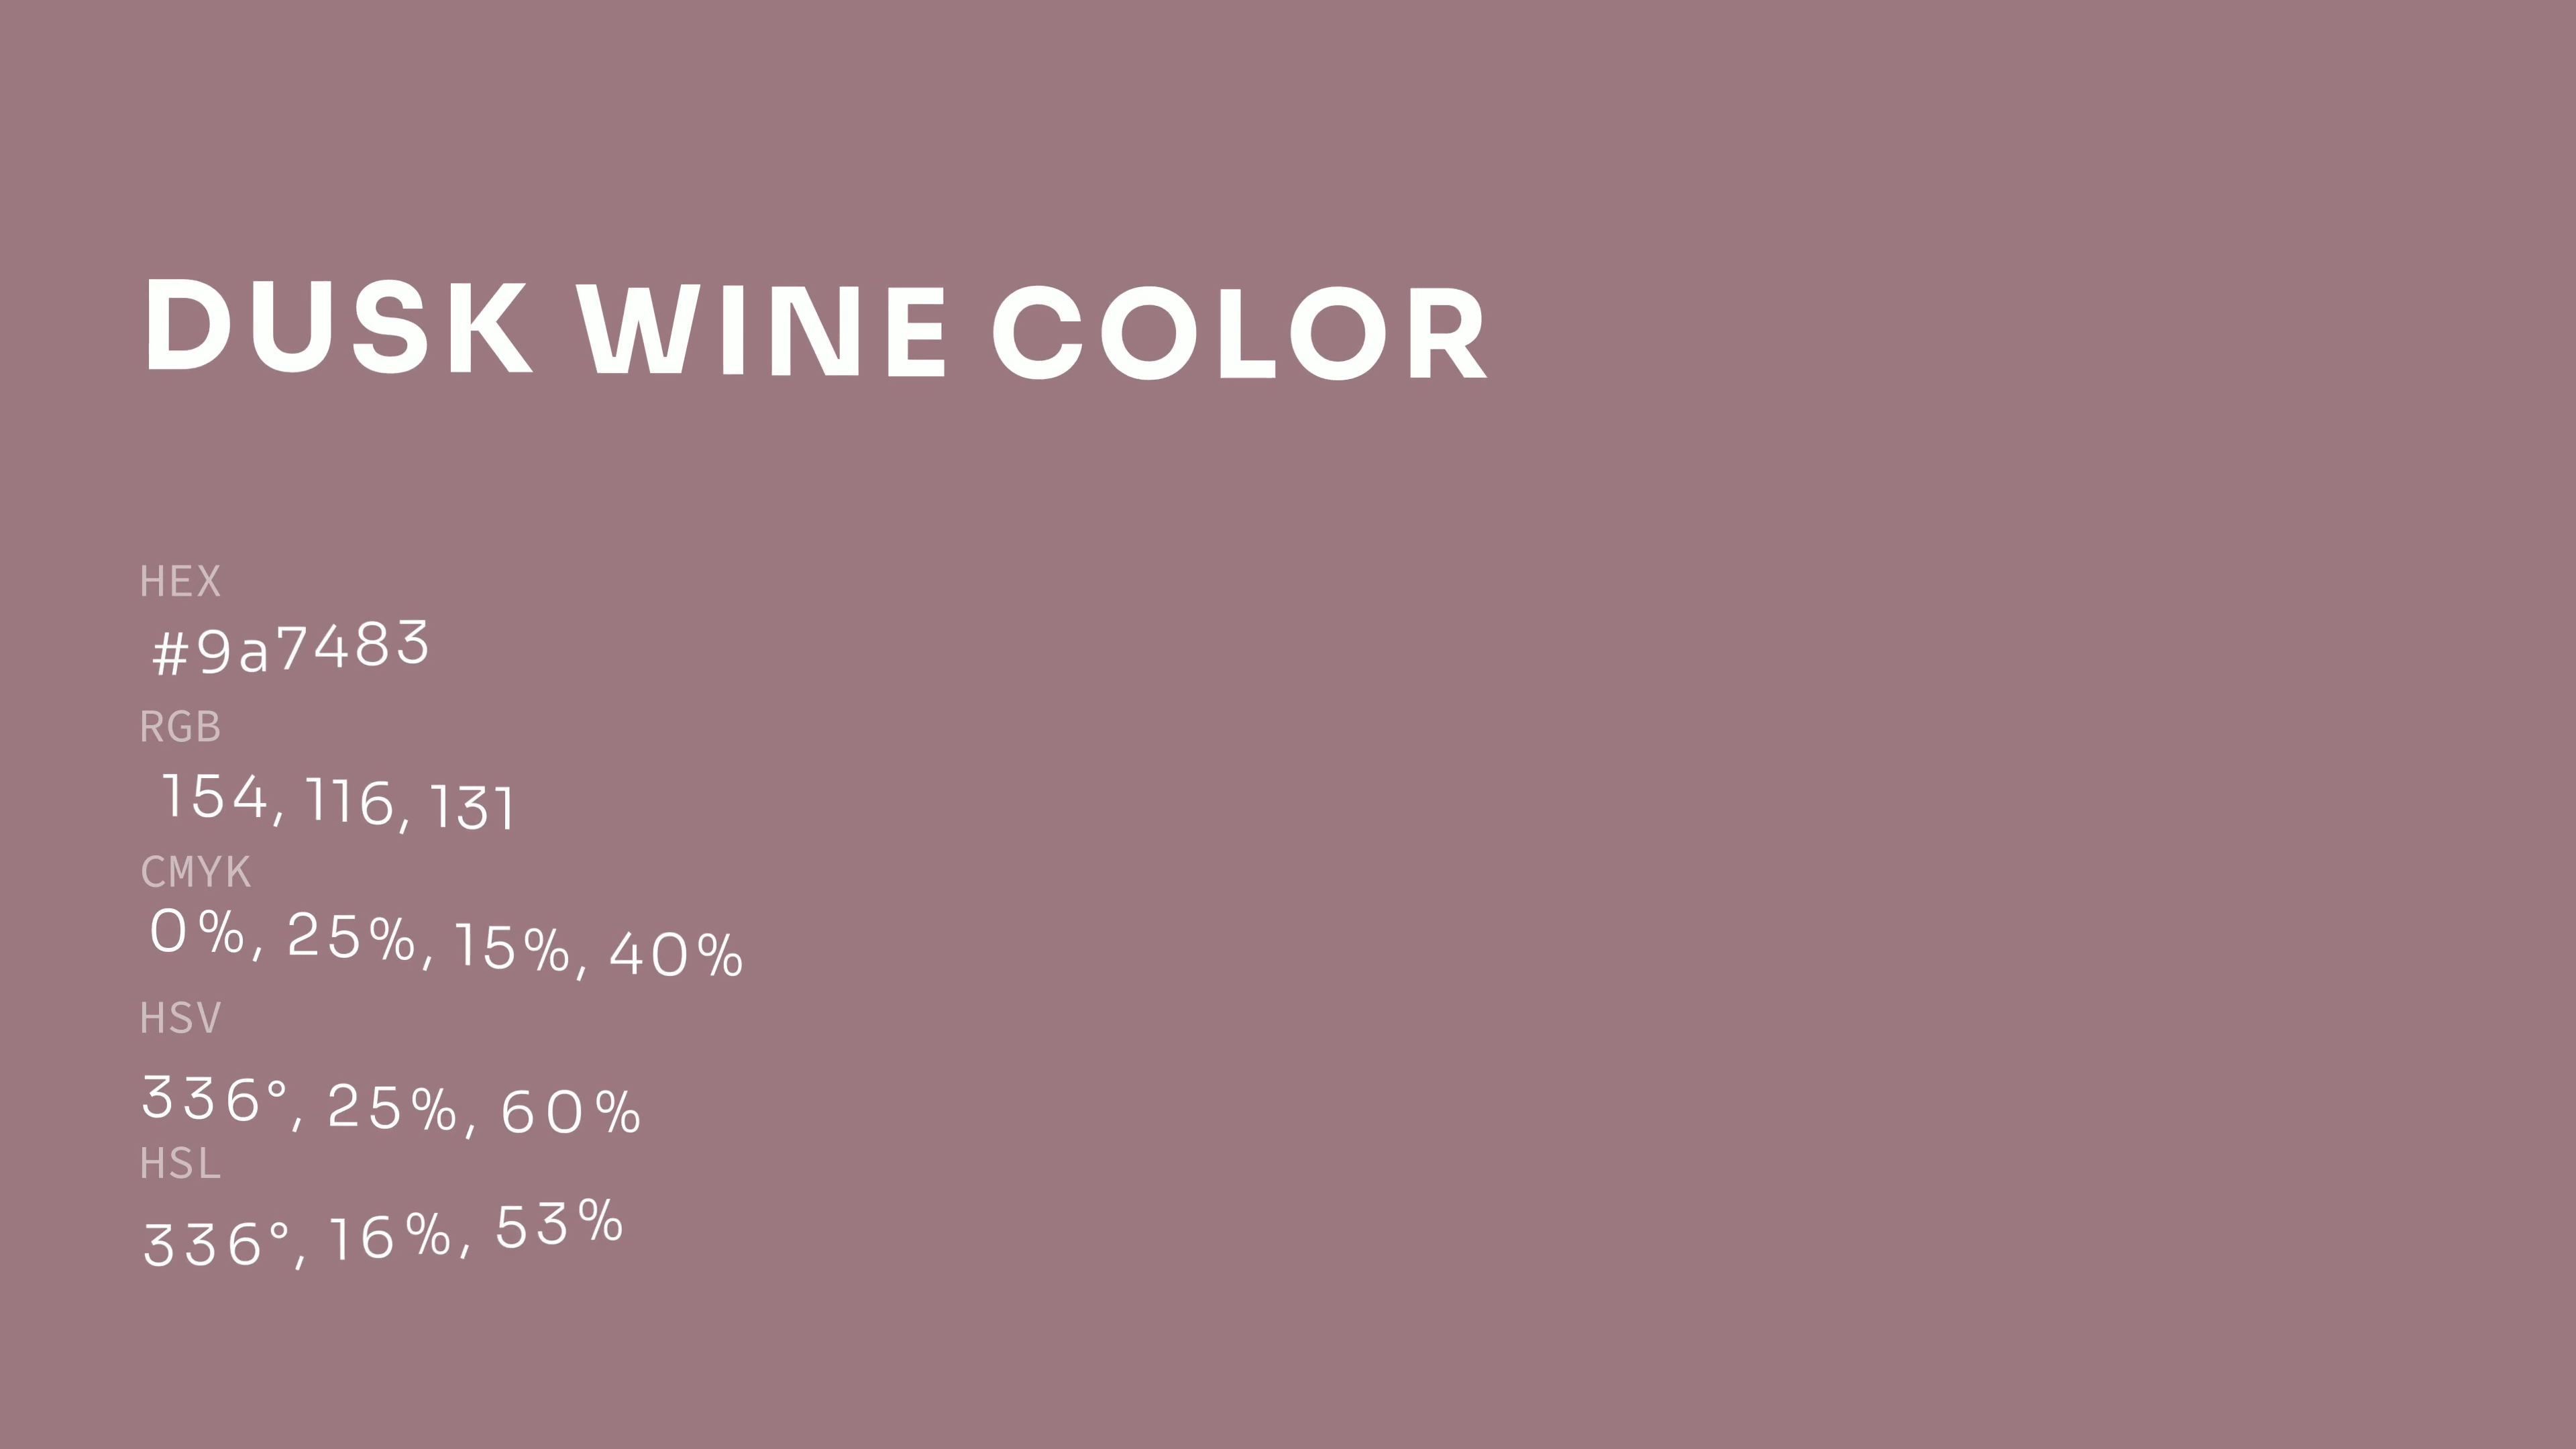 DUSK WINE COLOR
HEX
#9a7483
RGB
154, 116, 131
CMYK
0%, 25%, 15%, 40%
HSV
336°, 25%, 60%
HSL
336°, 16%, 53%